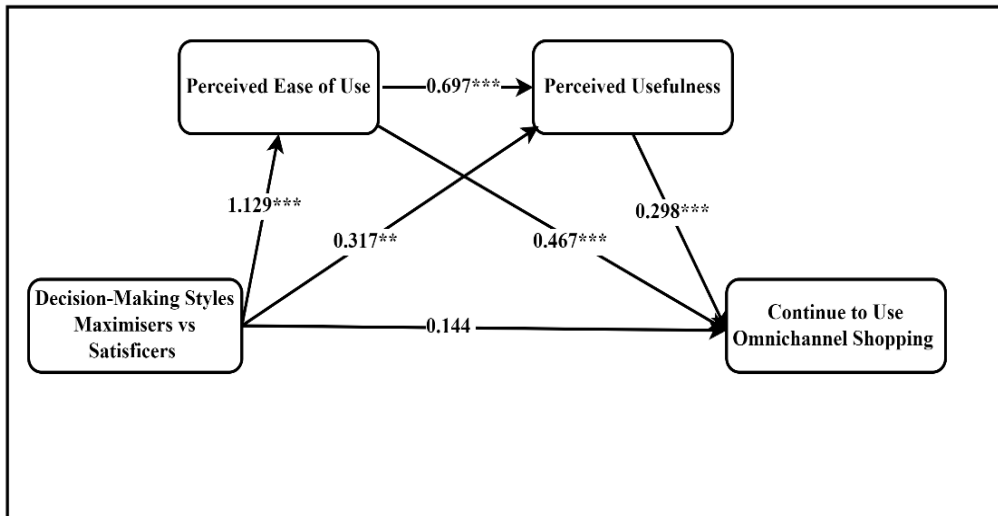 Perceived Ease of Use
0.697***
Perceived Usefulness
1.129***
0.317**
0.467***
0.298***
Decision-Making Styles
Maximisers vs
Satisficers
0.144
Continue to Use
Omnichannel Shopping